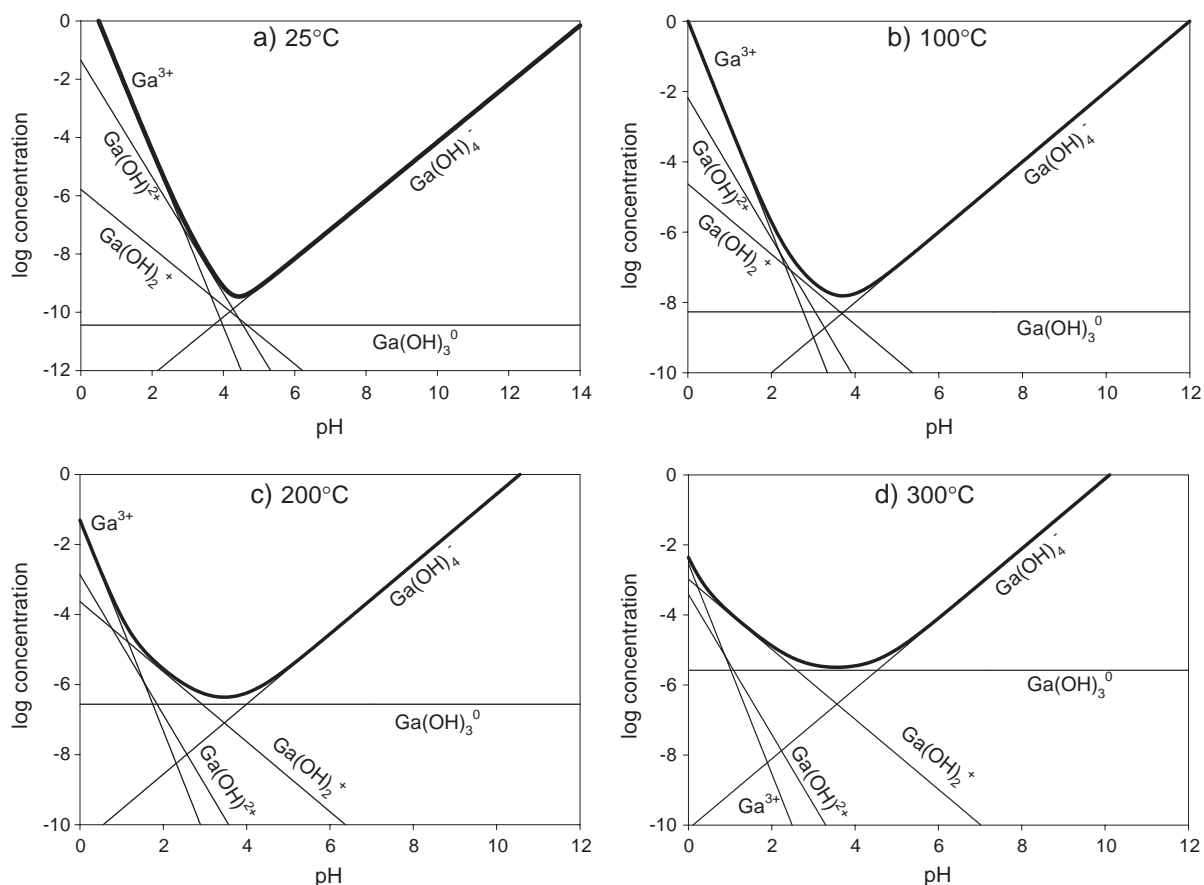 a) 25°C
0
-2
-4
-6
-8
-10
-12
log concentration
Ga³⁺
Ga(OH)²⁺
Ga(OH)₂⁺
Ga(OH)₄⁻
Ga(OH)₃⁰
0 2 4 6 8 10 12 14
pH
b) 100°C
0
-2
-4
-6
-8
-10
log concentration
Ga³⁺
Ga(OH)²⁺
Ga(OH)₂⁺
Ga(OH)₄⁻
Ga(OH)₃⁰
0 2 4 6 8 10 12
pH
c) 200°C
0
-2
-4
-6
-8
-10
log concentration
Ga³⁺
Ga(OH)₄⁻
Ga(OH)₃⁰
Ga(OH)²⁺
Ga(OH)₂⁺
0 2 4 6 8 10 12
pH
d) 300°C
0
-2
-4
-6
-8
-10
log concentration
Ga(OH)₄⁻
Ga(OH)₃⁰
Ga(OH)₂⁺
Ga³⁺
Ga(OH)²⁺
0 2 4 6 8 10 12
pH